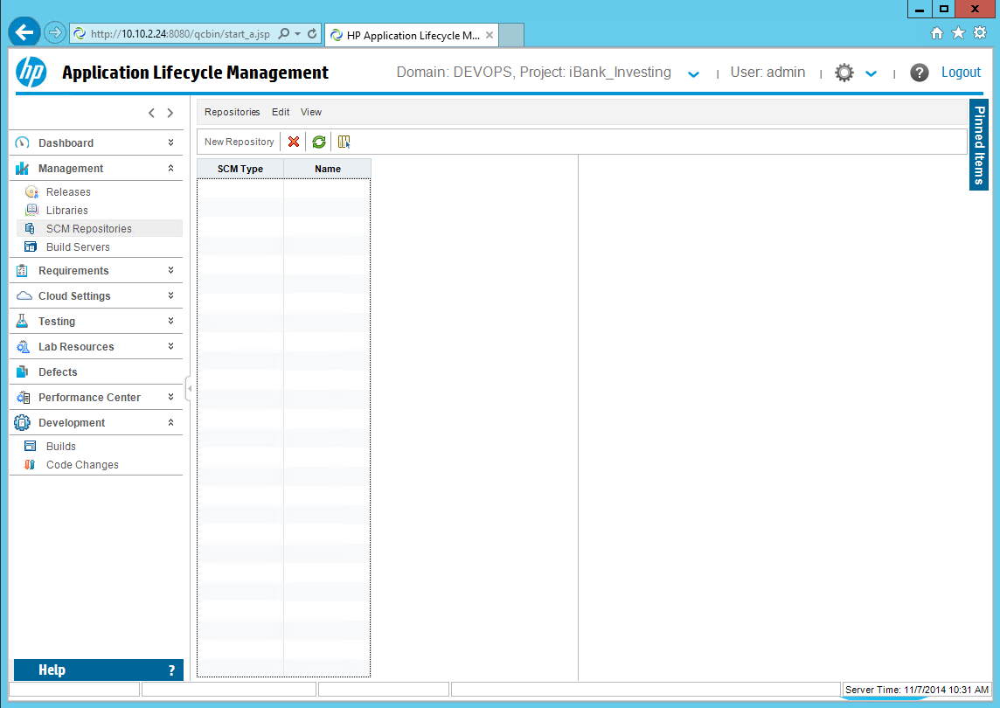 http://10.10.2.24:8080/qcbin/start_a.jsp
HP Application Lifecycle M...
hp
Application Lifecycle Management
Domain: DEVOPS, Project: iBank_Investing
User: admin
?
Logout
Dashboard
Management
Releases
Libraries
SCM Repositories
Build Servers
Requirements
Cloud Settings
Testing
Lab Resources
Defects
Performance Center
Development
Builds
Code Changes
Help ?
Repositories Edit View
New Repository
SCM Type Name
Pinned Items
Server Time: 11/7/2014 10:31 AM